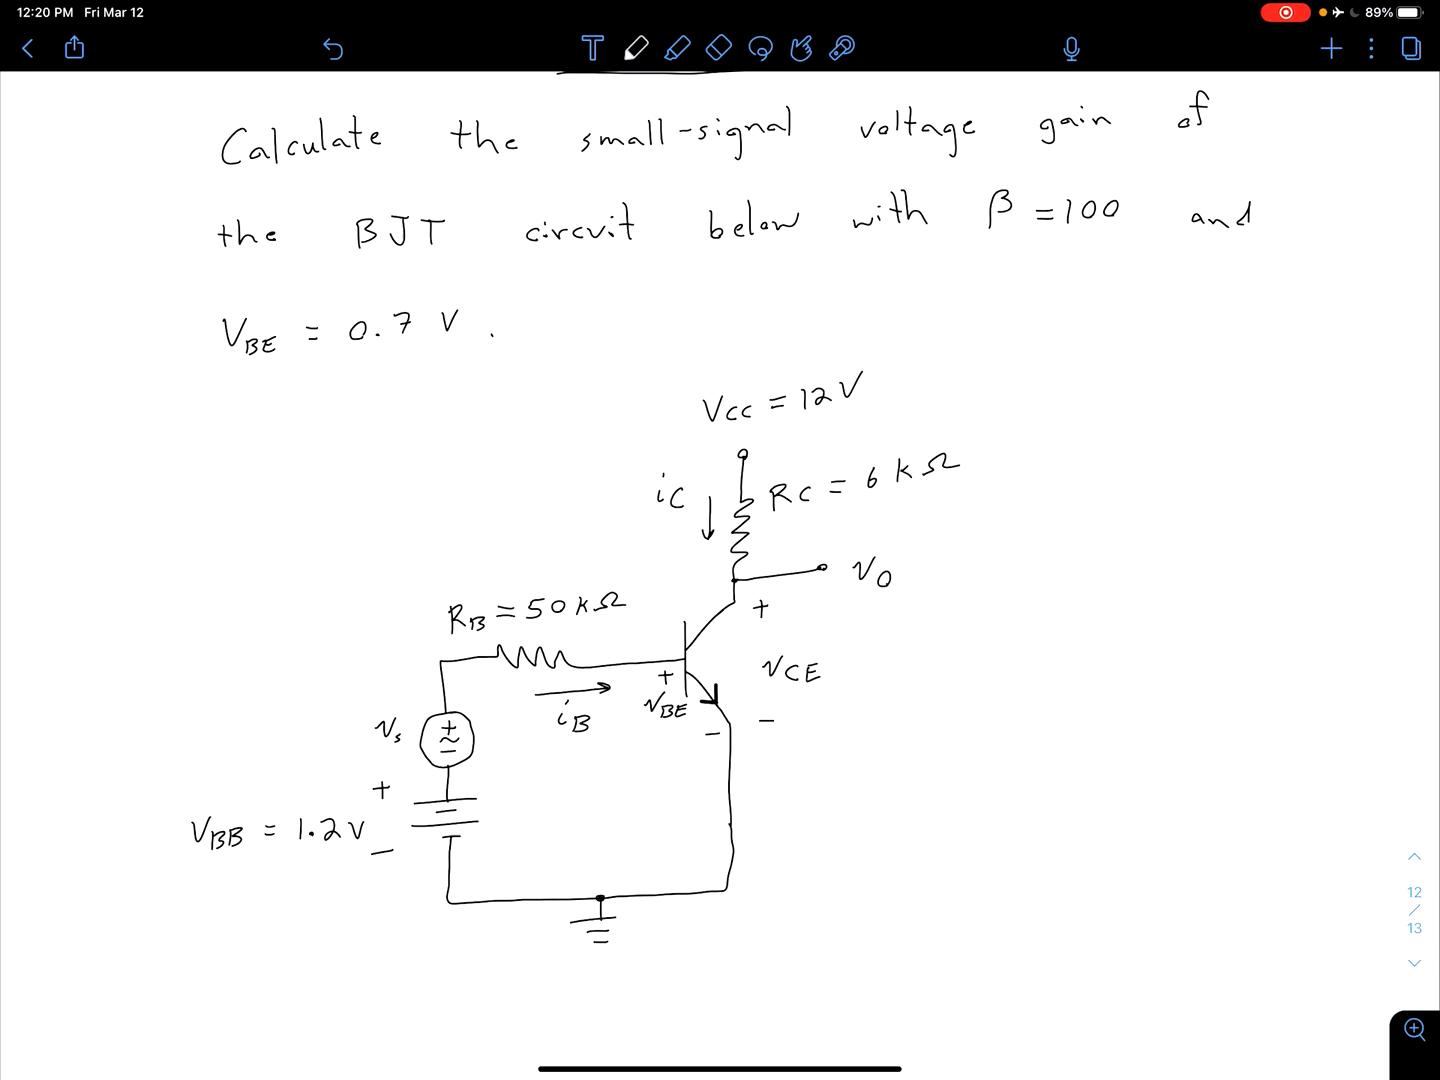 12:20 PM Fri Mar 12
89%
T
Calculate the small-signal voltage gain of
the BJT circuit below with β = 100 and
VBE = 0.7 V.
VCC = 12V
iC
RC = 6 kΩ
vO
RB = 50 kΩ
+
vCE
+
iB
vBE
vs
+
−
−
−
+
VBB = 1.2V
−
12
/
13